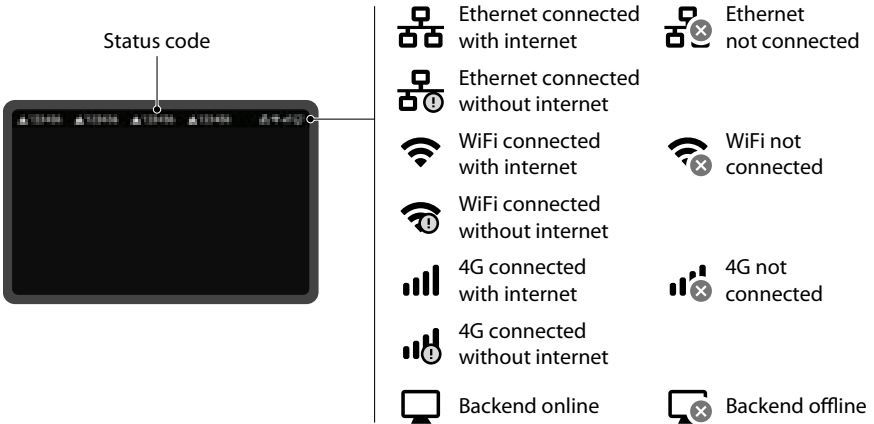 Status code
Ethernet connected
with internet
Ethernet
not connected
Ethernet connected
without internet
WiFi connected
with internet
WiFi not
connected
WiFi connected
without internet
4G connected
with internet
4G not
connected
4G connected
without internet
Backend online
Backend offline